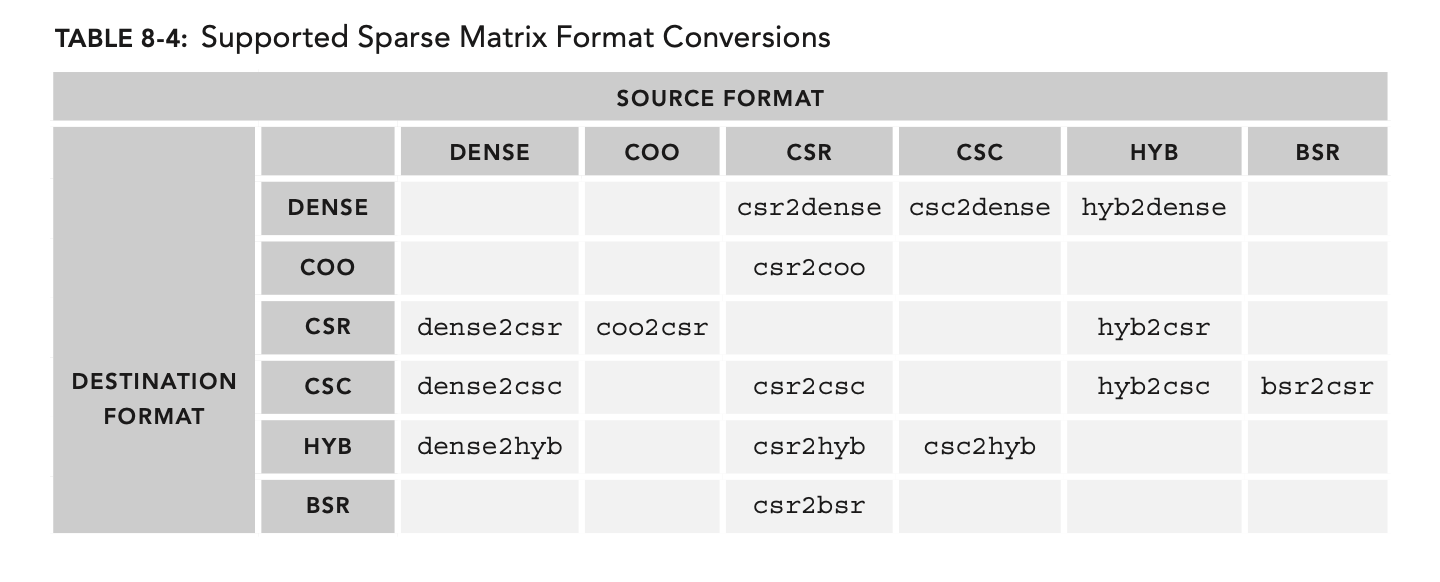 TABLE 8-4: Supported Sparse Matrix Format Conversions
SOURCE FORMAT
DENSE COO CSR CSC HYB BSR
DENSE csr2dense csc2dense hyb2dense
COO csr2coo
CSR dense2csr coo2csr hyb2csr
DESTINATION
FORMAT
CSC dense2csc csr2csc hyb2csc bsr2csr
HYB dense2hyb csr2hyb csc2hyb
BSR csr2bsr